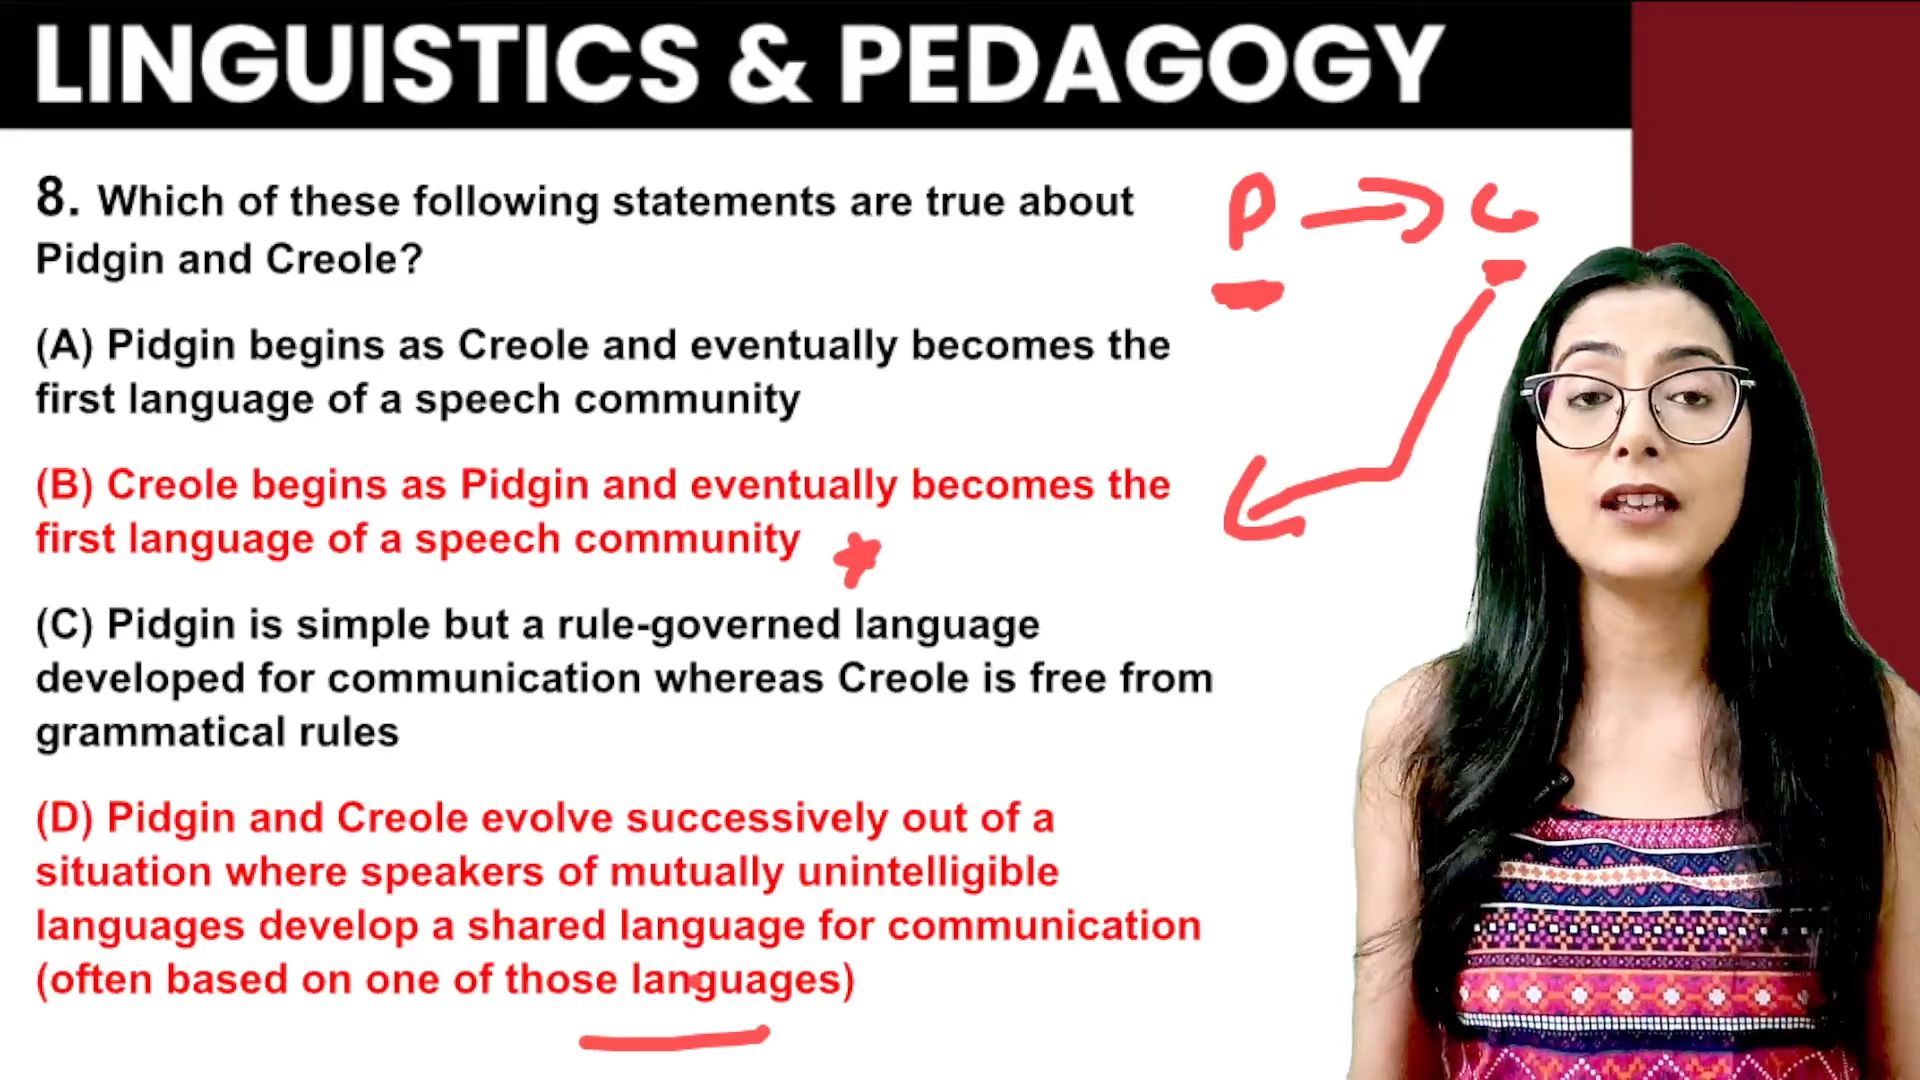 LINGUISTICS & PEDAGOGY
8. Which of these following statements are true about
Pidgin and Creole?
P → C
(A) Pidgin begins as Creole and eventually becomes the
first language of a speech community
(B) Creole begins as Pidgin and eventually becomes the
first language of a speech community
(C) Pidgin is simple but a rule-governed language
developed for communication whereas Creole is free from
grammatical rules
(D) Pidgin and Creole evolve successively out of a
situation where speakers of mutually unintelligible
languages develop a shared language for communication
(often based on one of those languages)